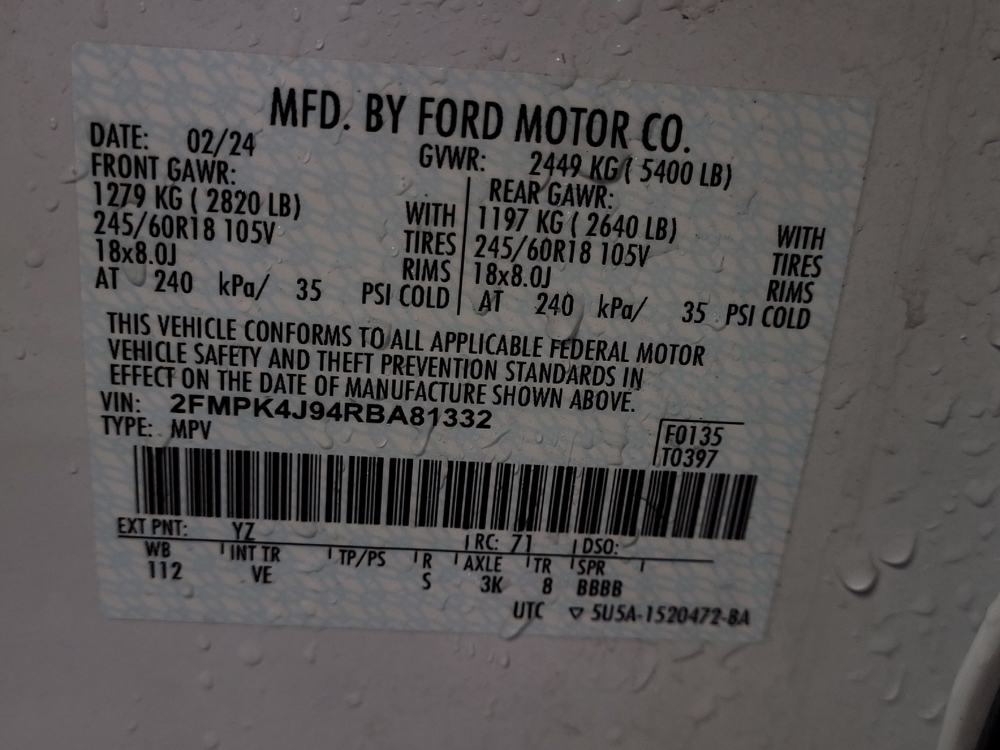 MFD. BY FORD MOTOR CO.
DATE: 02/24 GVWR: 2449 KG ( 5400 LB)
FRONT GAWR: REAR GAWR:
1279 KG ( 2820 LB) WITH 1197 KG ( 2640 LB) WITH
245/60R18 105V TIRES 245/60R18 105V TIRES
18x8.0J RIMS 18x8.0J RIMS
AT 240 kPa/ 35 PSI COLD AT 240 kPa/ 35 PSI COLD
THIS VEHICLE CONFORMS TO ALL APPLICABLE FEDERAL MOTOR
VEHICLE SAFETY AND THEFT PREVENTION STANDARDS IN
EFFECT ON THE DATE OF MANUFACTURE SHOWN ABOVE.
VIN: 2FMPK4J94RBA81332
TYPE: MPV
F0135
T0397
EXT PNT: YZ RC: 71 DSO:
WB INT TR TP/PS R AXLE TR SPR
112 VE S 3K 8 BBBB
UTC ▽ 5U5A-1520472-BA